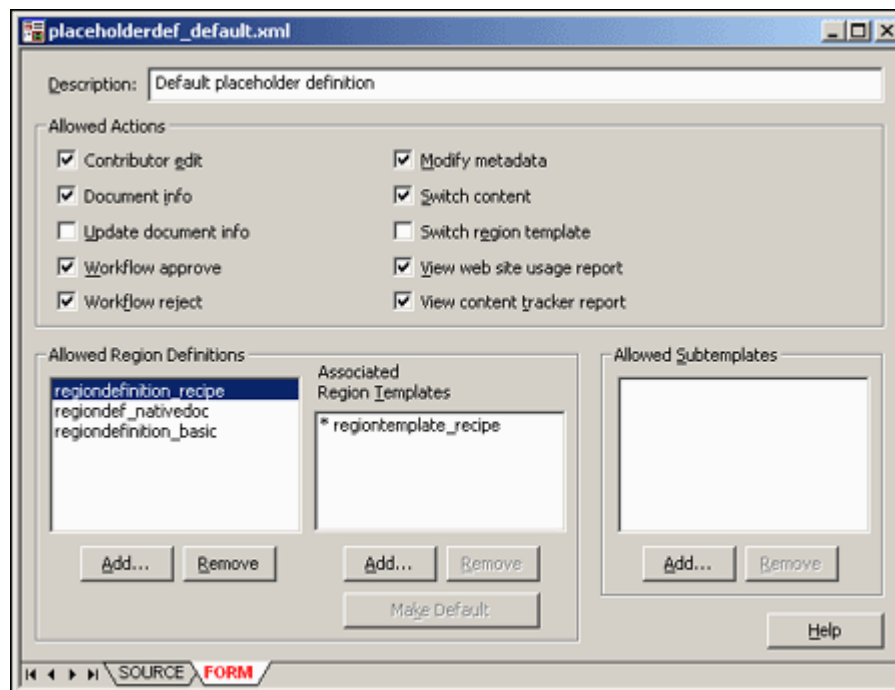 placeholderdef_default.xml
Description: Default placeholder definition
Allowed Actions
Contributor edit
Modify metadata
Document info
Switch content
Update document info
Switch region template
Workflow approve
View web site usage report
Workflow reject
View content tracker report
Allowed Region Definitions
regiondefinition_recipe
regiondef_nativedoc
regiondefinition_basic
Add... Remove
Associated
Region Templates
* regiontemplate_recipe
Add... Remove
Make Default
Allowed Subtemplates
Add... Remove
Help
SOURCE FORM